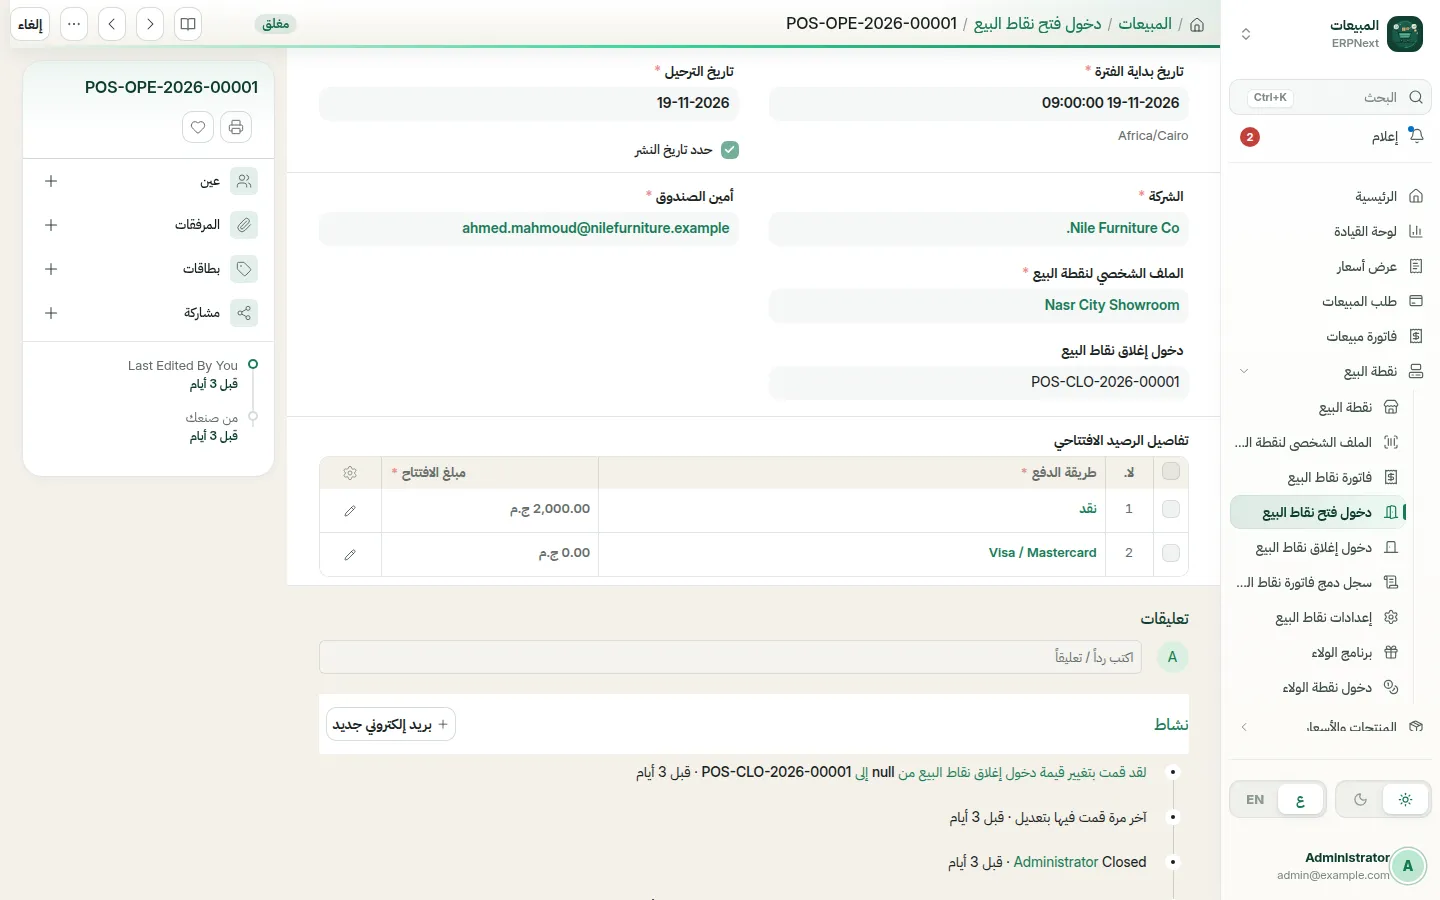 المبيعات
ERPNext
البحث
Ctrl+K
إعلام
2
الرئيسية
لوحة القيادة
عرض أسعار
طلب المبيعات
فاتورة مبيعات
نقطة البيع
نقطة البيع
الملف الشخصي لنقطة الـ...
فاتورة نقاط البيع
دخول فتح نقاط البيع
دخول إغلاق نقاط البيع
سجل دمج فاتورة نقاط الـ...
إعدادات نقاط البيع
برنامج الولاء
دخول نقطة الولاء
المنتجات والأسعار
ع
EN
Administrator
admin@example.com
A
المبيعات / دخول فتح نقاط البيع / POS-OPE-2026-00001
مغلق
إلغاء
تاريخ بداية الفترة *
19-11-2026 09:00:00
Africa/Cairo
تاريخ الترحيل *
19-11-2026
حدد تاريخ النشر
الشركة *
Nile Furniture Co.
أمين الصندوق *
ahmed.mahmoud@nilefurniture.example
الملف الشخصي لنقطة البيع *
Nasr City Showroom
دخول إغلاق نقاط البيع
POS-CLO-2026-00001
تفاصيل الرصيد الافتتاحي
لا. طريقة الدفع * مبلغ الافتتاح *
1 نقد 2,000.00 ج.م
2 Visa / Mastercard 0.00 ج.م
تعليقات
A
اكتب رداً / تعليقاً
نشاط
بريد إلكتروني جديد
لقد قمت بتغيير قيمة دخول إغلاق نقاط البيع من null إلى POS-CLO-2026-00001 · قبل 3 أيام
آخر مرة قمت فيها بتعديل · قبل 3 أيام
Administrator Closed · قبل 3 أيام
POS-OPE-2026-00001
عين
المرفقات
بطاقات
مشاركة
Last Edited By You
قبل 3 أيام
من صنعك
قبل 3 أيام